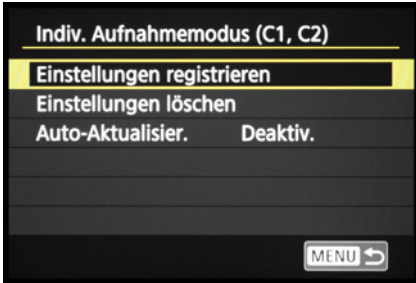 Indiv. Aufnahmemodus (C1, C2)
Einstellungen registrieren
Einstellungen löschen
Auto-Aktualisier. Deaktiv.
MENU